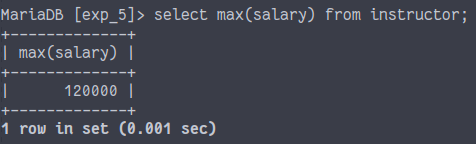 MariaDB [exp_5]> select max(salary) from instructor;
+-------------+
| max(salary) |
+-------------+
|      120000 |
+-------------+
1 row in set (0.001 sec)